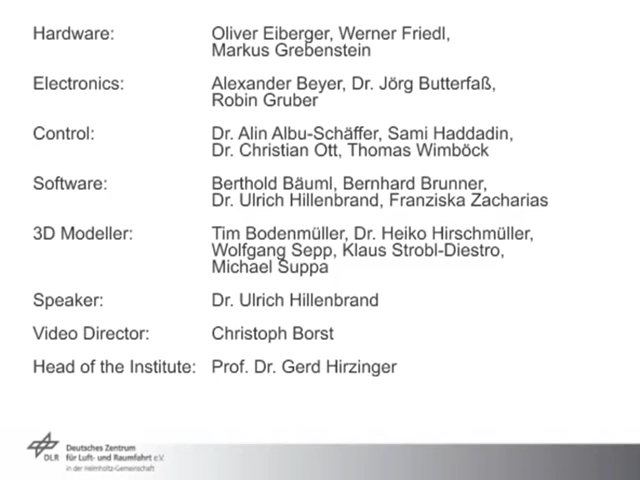 Hardware: Oliver Eiberger, Werner Friedl,
Markus Grebenstein
Electronics: Alexander Beyer, Dr. Jörg Butterfaß,
Robin Gruber
Control: Dr. Alin Albu-Schäffer, Sami Haddadin,
Dr. Christian Ott, Thomas Wimböck
Software: Berthold Bäuml, Bernhard Brunner,
Dr. Ulrich Hillenbrand, Franziska Zacharias
3D Modeller: Tim Bodenmüller, Dr. Heiko Hirschmüller,
Wolfgang Sepp, Klaus Strobl-Diestro,
Michael Suppa
Speaker: Dr. Ulrich Hillenbrand
Video Director: Christoph Borst
Head of the Institute: Prof. Dr. Gerd Hirzinger
Deutsches Zentrum
DLR für Luft- und Raumfahrt e.V.
in der Helmholtz-Gemeinschaft